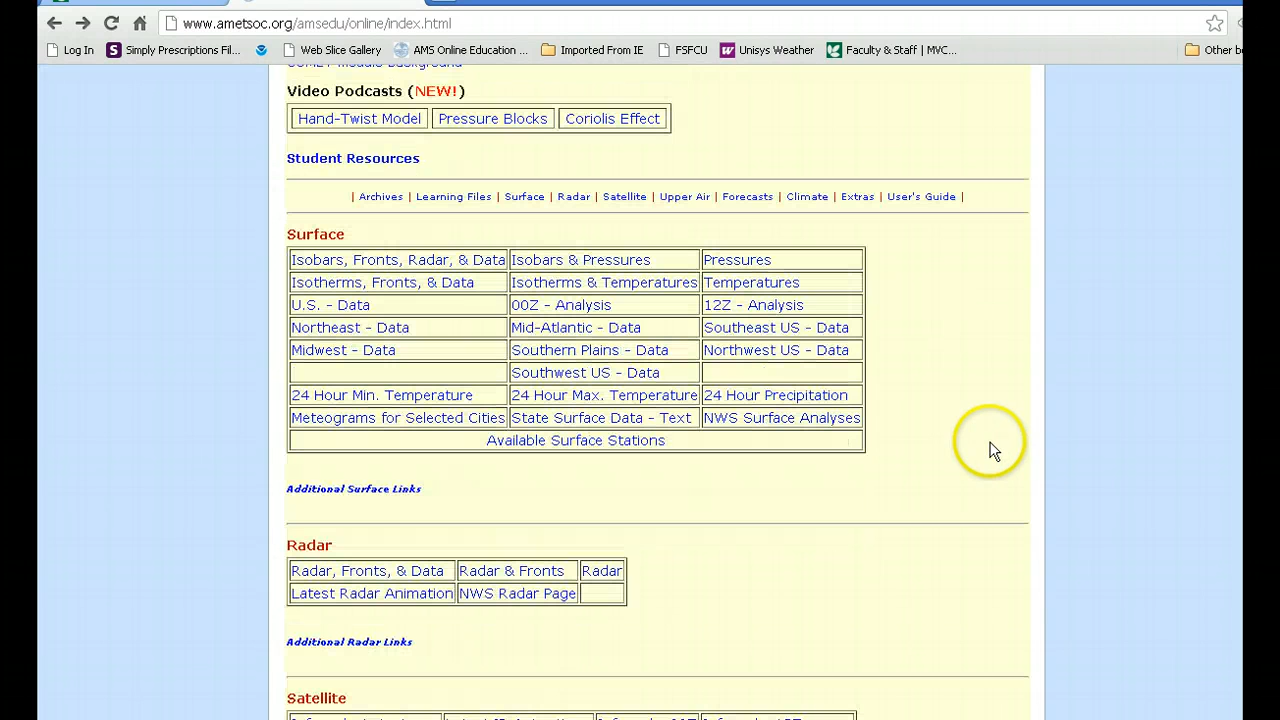 www.ametsoc.org/amsedu/online/index.html
Log In Simply Prescriptions Fil... Web Slice Gallery AMS Online Education ... Imported From IE FSFCU Unisys Weather Faculty & Staff | MVC... Other b
Video Podcasts (NEW!)
Hand-Twist Model Pressure Blocks Coriolis Effect
Student Resources
| Archives | Learning Files | Surface | Radar | Satellite | Upper Air | Forecasts | Climate | Extras | User's Guide |
Surface
Isobars, Fronts, Radar, & Data Isobars & Pressures Pressures
Isotherms, Fronts, & Data Isotherms & Temperatures Temperatures
U.S. - Data 00Z - Analysis 12Z - Analysis
Northeast - Data Mid-Atlantic - Data Southeast US - Data
Midwest - Data Southern Plains - Data Northwest US - Data
Southwest US - Data
24 Hour Min. Temperature 24 Hour Max. Temperature 24 Hour Precipitation
Meteograms for Selected Cities State Surface Data - Text NWS Surface Analyses
Available Surface Stations
Additional Surface Links
Radar
Radar, Fronts, & Data Radar & Fronts Radar
Latest Radar Animation NWS Radar Page
Additional Radar Links
Satellite